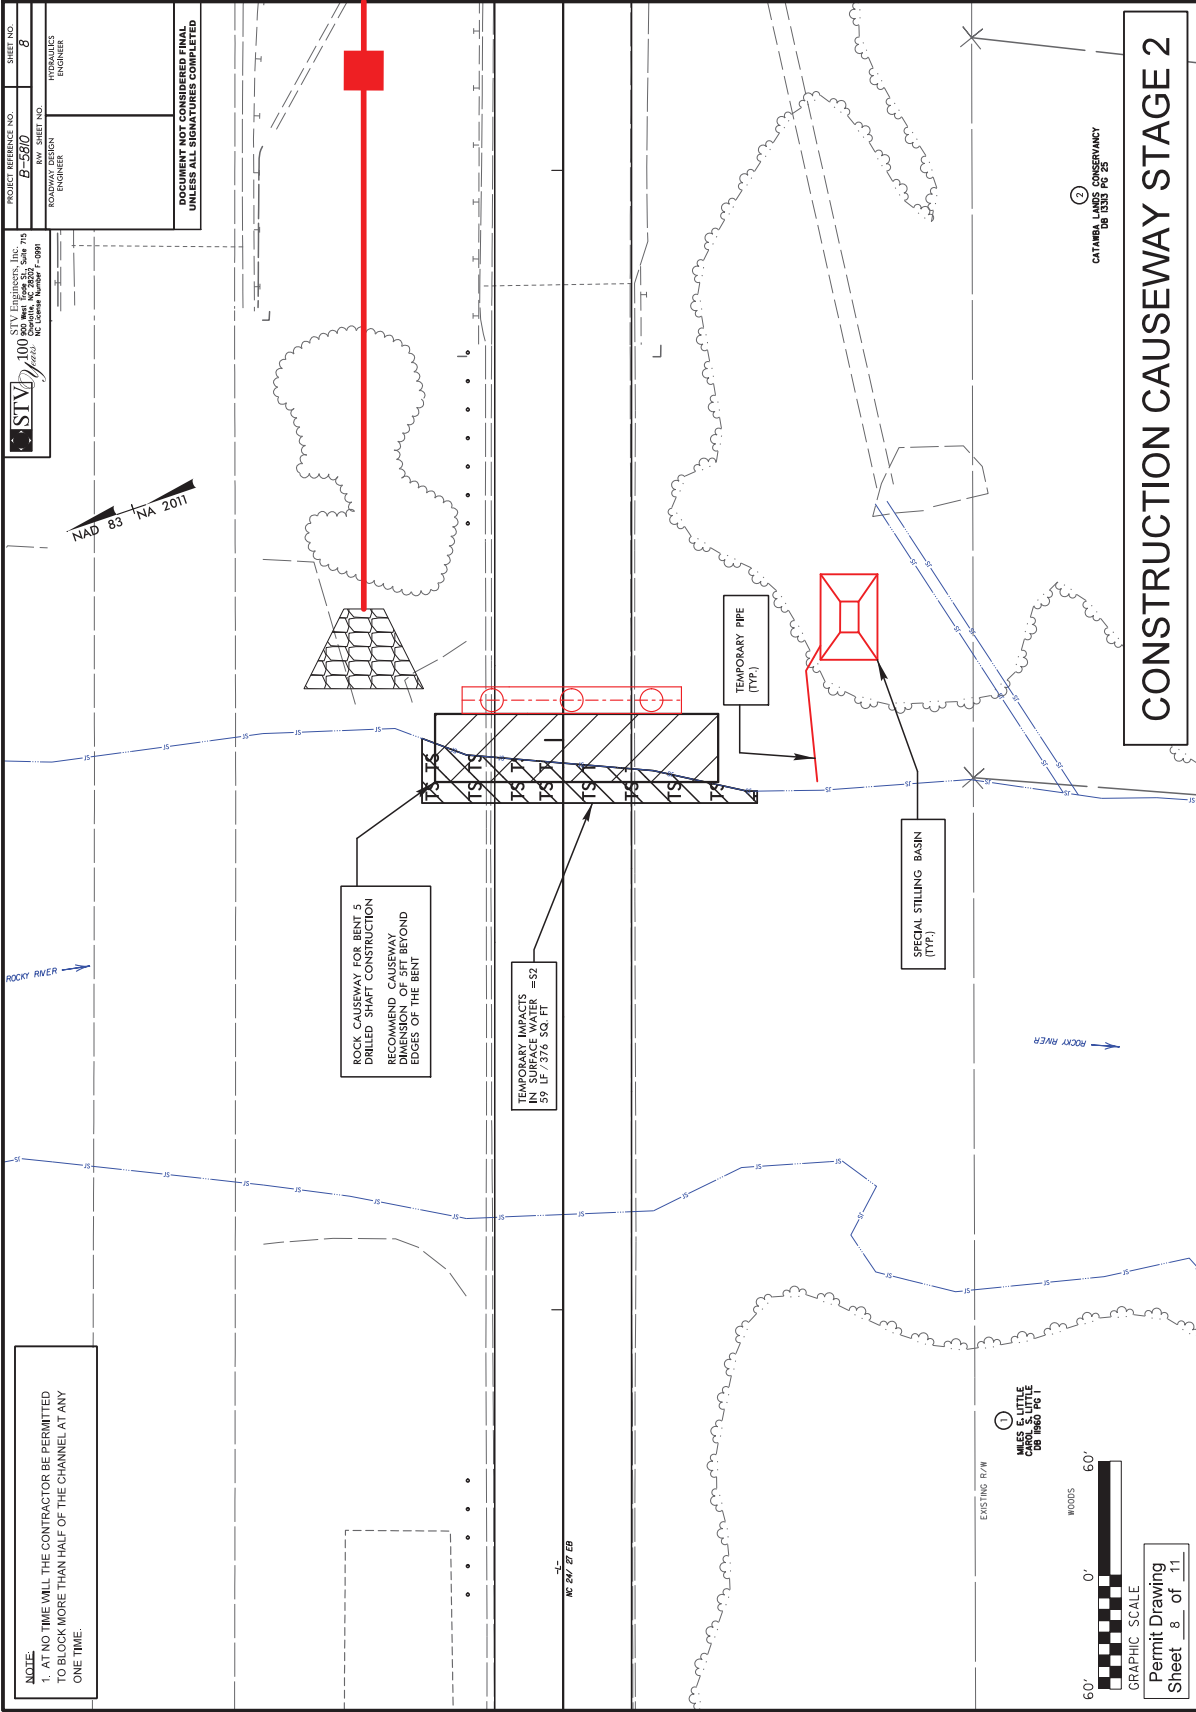 NOTE:
1. AT NO TIME WILL THE CONTRACTOR BE PERMITTED
TO BLOCK MORE THAN HALF OF THE CHANNEL AT ANY
ONE TIME.
ROCKY RIVER
NAD 83 NA 2011
STV 100 Years
STV Engineers, Inc.
900 West Trade St., Suite 715
Charlotte, NC 28202
NC License Number F-0991
PROJECT REFERENCE NO.
SHEET NO.
B-5810
8
R/W SHEET NO.
ROADWAY DESIGN
ENGINEER
HYDRAULICS
ENGINEER
DOCUMENT NOT CONSIDERED FINAL
UNLESS ALL SIGNATURES COMPLETED
ROCK CAUSEWAY FOR BENT 5
DRILLED SHAFT CONSTRUCTION
RECOMMEND CAUSEWAY
DIMENSION OF 5FT BEYOND
EDGES OF THE BENT
TEMPORARY IMPACTS
IN SURFACE WATER =S2
59 LF / 376 SQ. FT
-L-
NC 24/ 27 EB
TEMPORARY PIPE
(TYP.)
SPECIAL STILLING BASIN
(TYP.)
ROCKY RIVER
EXISTING R/W
1
MILES E. LITTLE
CAROL S. LITTLE
DB 11960 PG 1
WOODS
2
CATAWBA LANDS CONSERVANCY
DB 13313 PG 25
60' 0' 60'
GRAPHIC SCALE
Permit Drawing
Sheet 8 of 11
CONSTRUCTION CAUSEWAY STAGE 2